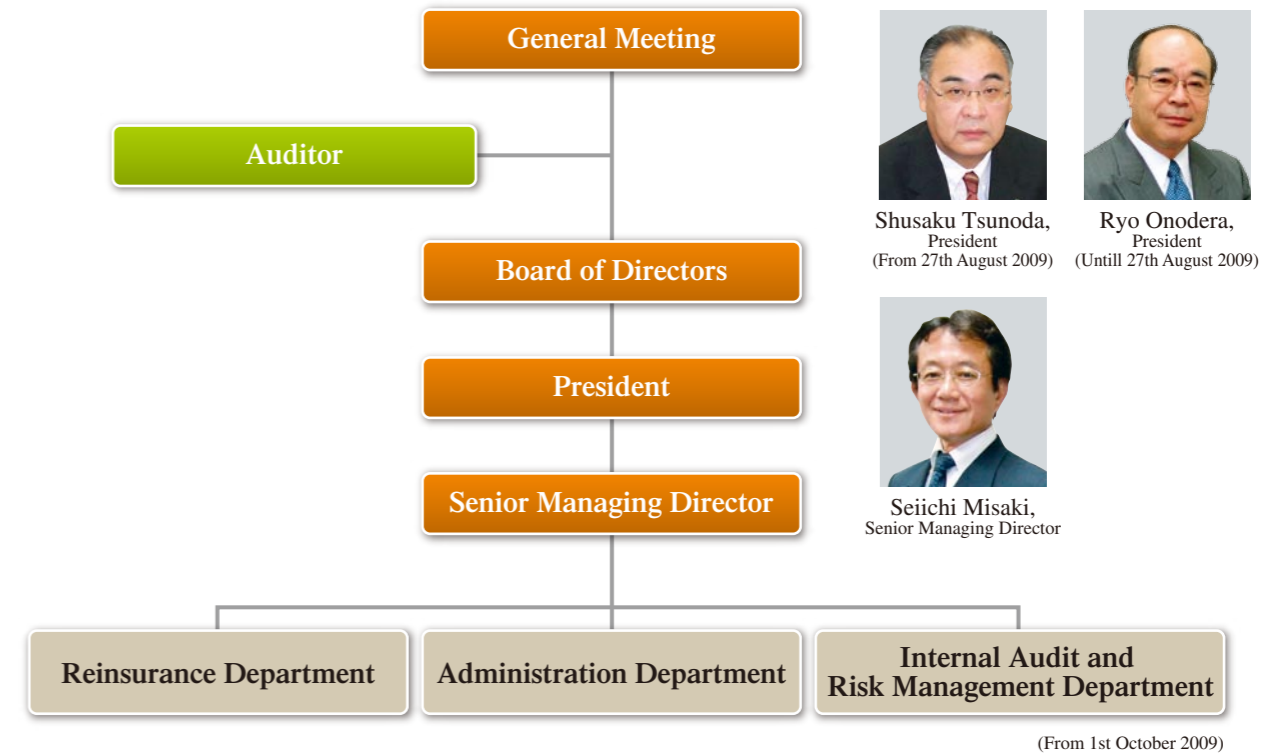 General Meeting
Auditor
Board of Directors
President
Senior Managing Director
Reinsurance Department
Administration Department
Internal Audit and
Risk Management Department
(From 1st October 2009)
Shusaku Tsunoda,
President
(From 27th August 2009)
Ryo Onodera,
President
(Untill 27th August 2009)
Seiichi Misaki,
Senior Managing Director